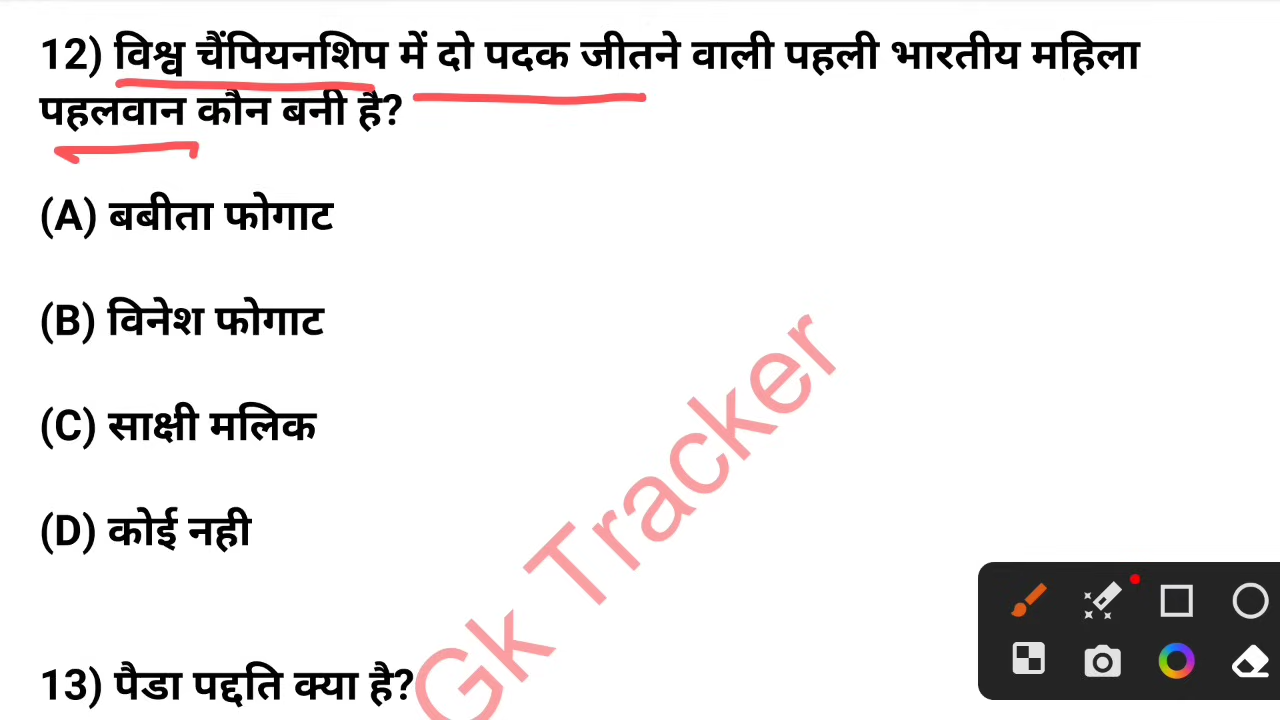 12) विश्व चैंपियनशिप में दो पदक जीतने वाली पहली भारतीय महिला
पहलवान कौन बनी है?
(A) बबीता फोगाट
(B) विनेश फोगाट
(C) साक्षी मलिक
(D) कोई नही
13) पैडा पद्दति क्या है?
Gk Tracker